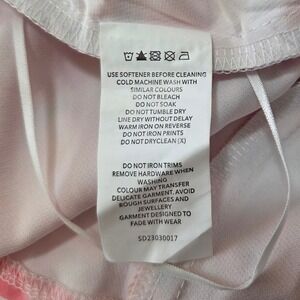 USE SOFTENER BEFORE CLEANING
COLD MACHINE WASH WITH
SIMILAR COLOURS
DO NOT BLEACH
DO NOT SOAK
DO NOT TUMBLE DRY
LINE DRY WITHOUT DELAY
WARM IRON ON REVERSE
DO NOT IRON PRINTS
DO NOT DRYCLEAN (X)
DO NOT IRON TRIMS
REMOVE HARDWARE WHEN
WASHING
COLOUR MAY TRANSFER
DELICATE GARMENT. AVOID
ROUGH SURFACES AND
JEWELLERY
GARMENT DESIGNED TO
FADE WITH WEAR
SD23030017